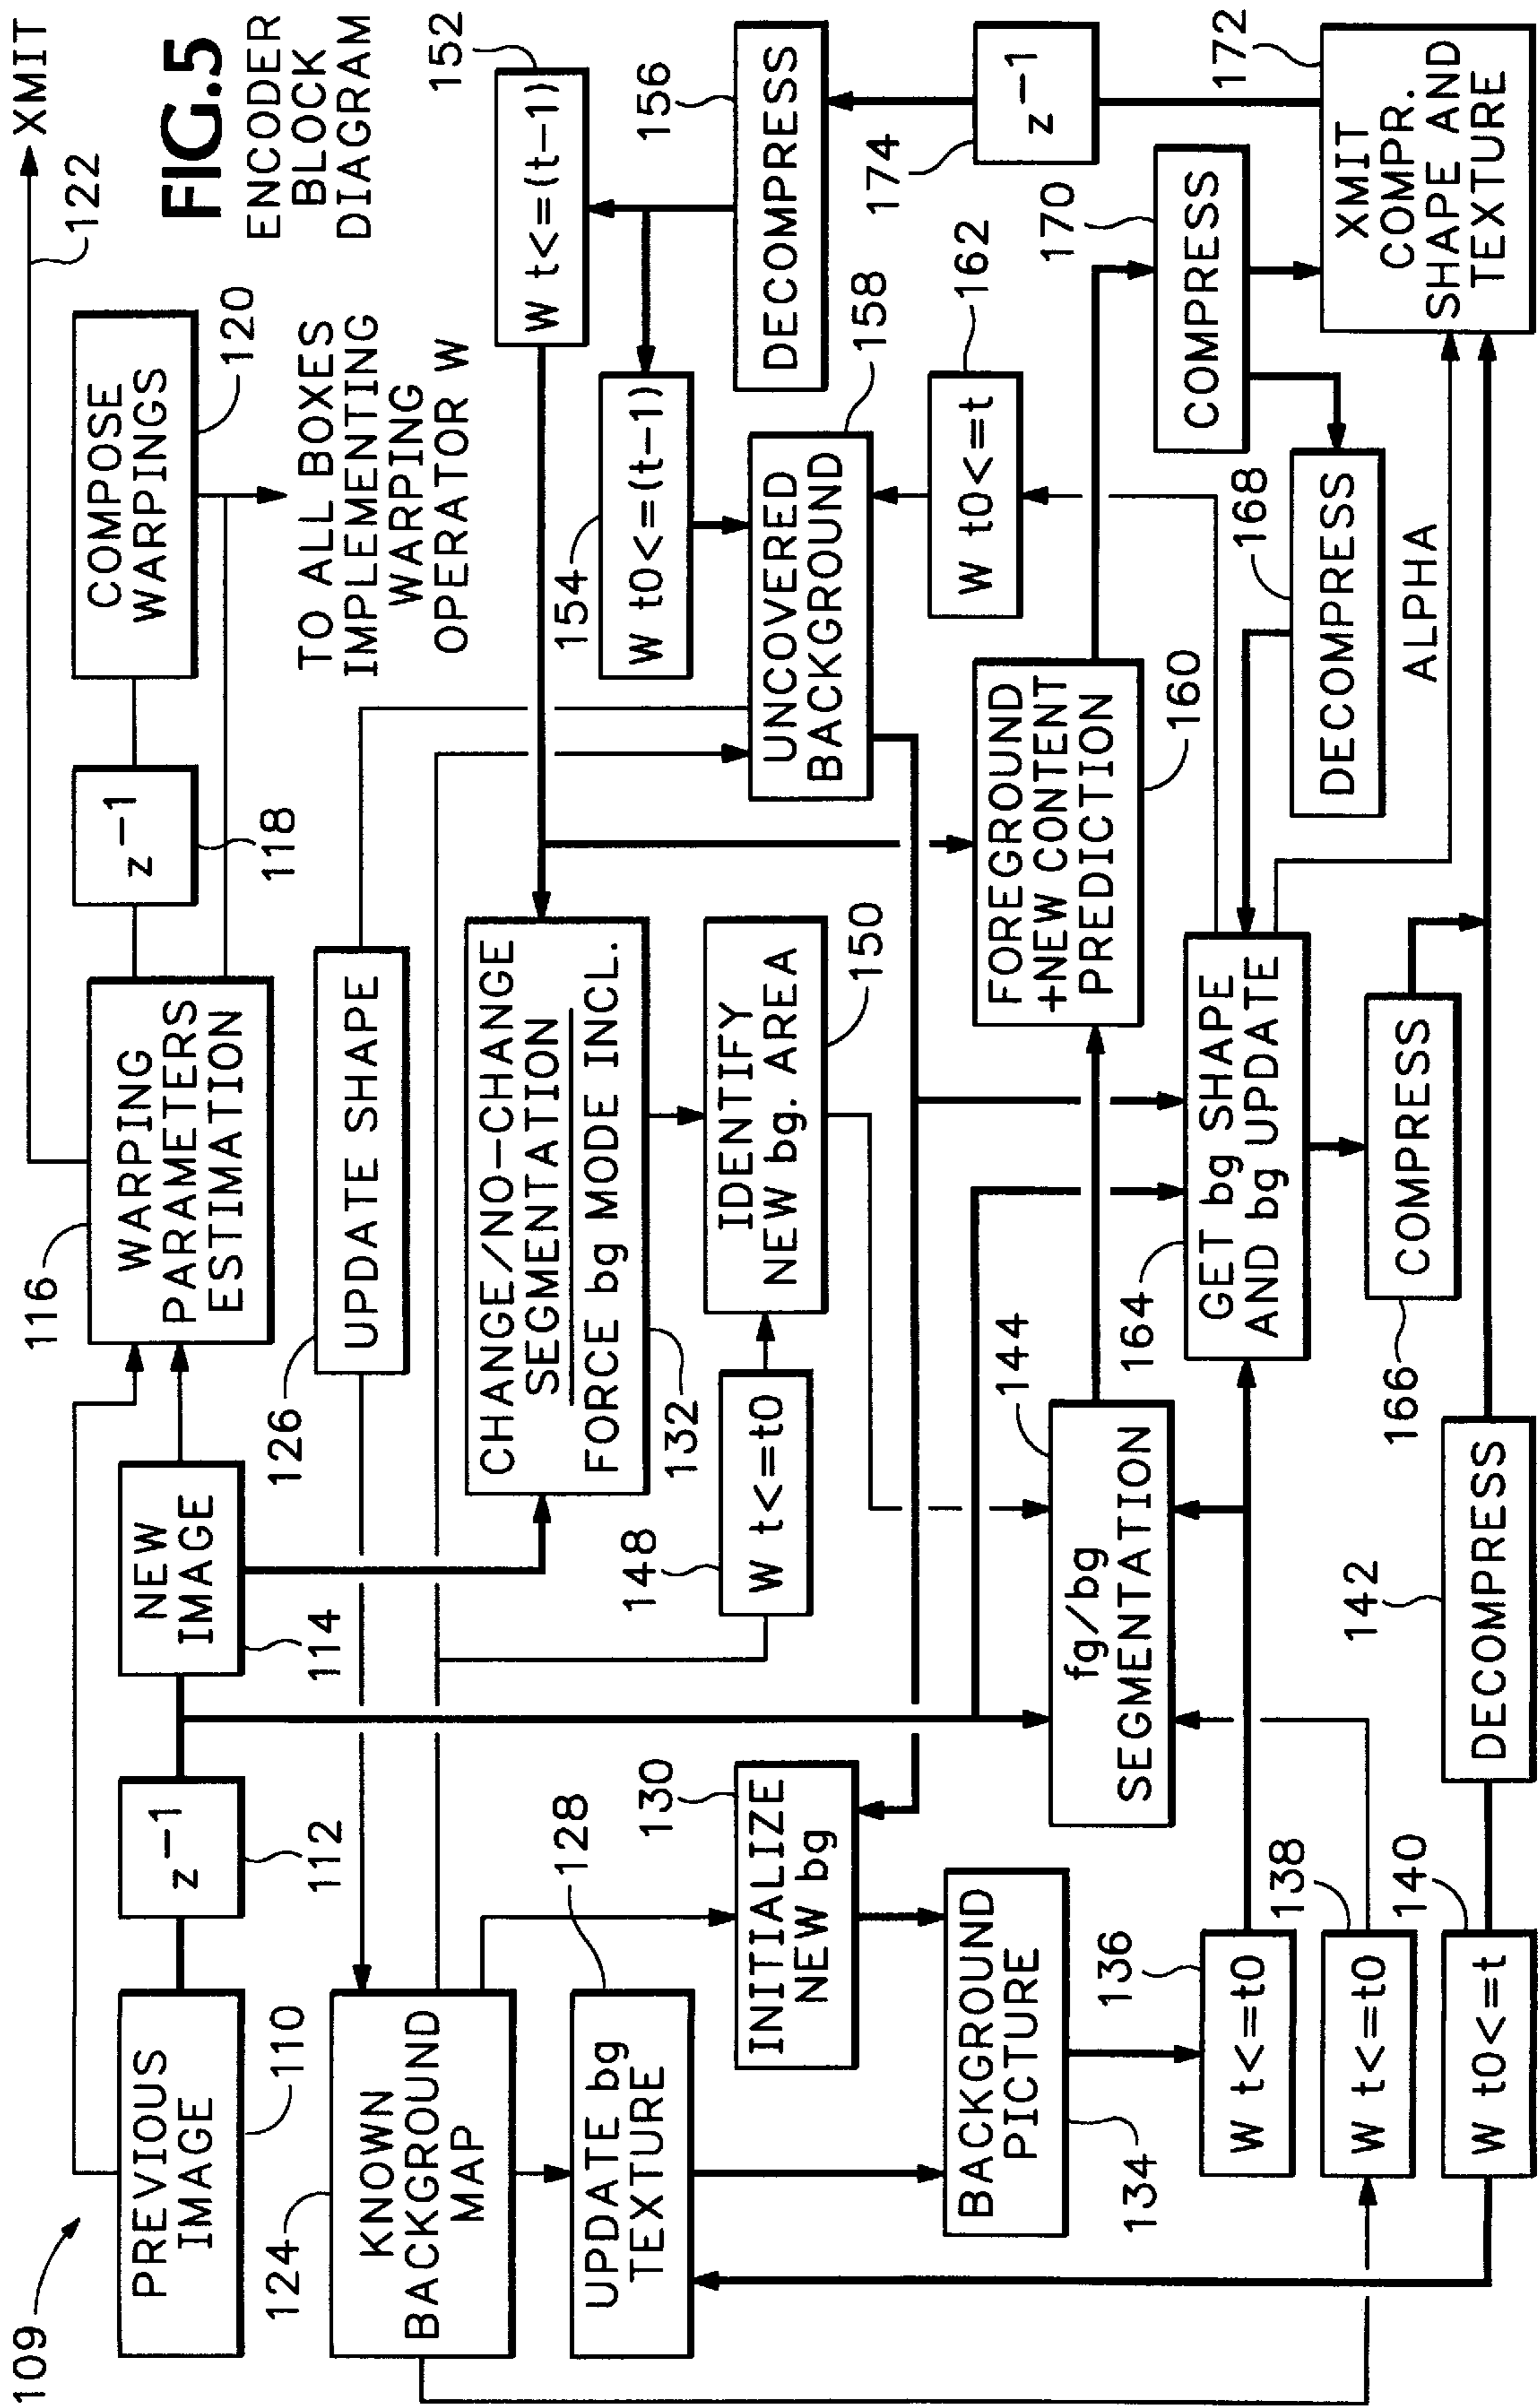 109
XMIT
122
FIG.5
ENCODER
BLOCK
DIAGRAM
PREVIOUS
IMAGE
110
z⁻¹
112
NEW
IMAGE
114
116
WARPING
PARAMETERS
ESTIMATION
z⁻¹
118
COMPOSE
WARPINGS
120
TO ALL BOXES
IMPLEMENTING
WARPING
OPERATOR W
124
KNOWN
BACKGROUND
MAP
126
UPDATE SHAPE
UPDATE bg
TEXTURE
128
130
INITIALIZE
NEW bg
CHANGE/NO-CHANGE
SEGMENTATION
FORCE bg MODE INCL.
132
148
W t<=t0
IDENTIFY
NEW bg. AREA
150
W t<=(t-1)
152
154
W t0<=(t-1)
DECOMPRESS
156
UNCOVERED
BACKGROUND
158
W t0<=t
162
174
z⁻¹
BACKGROUND
PICTURE
134
136
W t<=t0
138
W t<=t0
140
W t0<=t
142
DECOMPRESS
144
fg/bg
SEGMENTATION
FOREGROUND
+NEW CONTENT
PREDICTION
160
164
GET bg SHAPE
AND bg UPDATE
166
COMPRESS
168
DECOMPRESS
ALPHA
170
COMPRESS
172
XMIT
COMPR.
SHAPE AND
TEXTURE